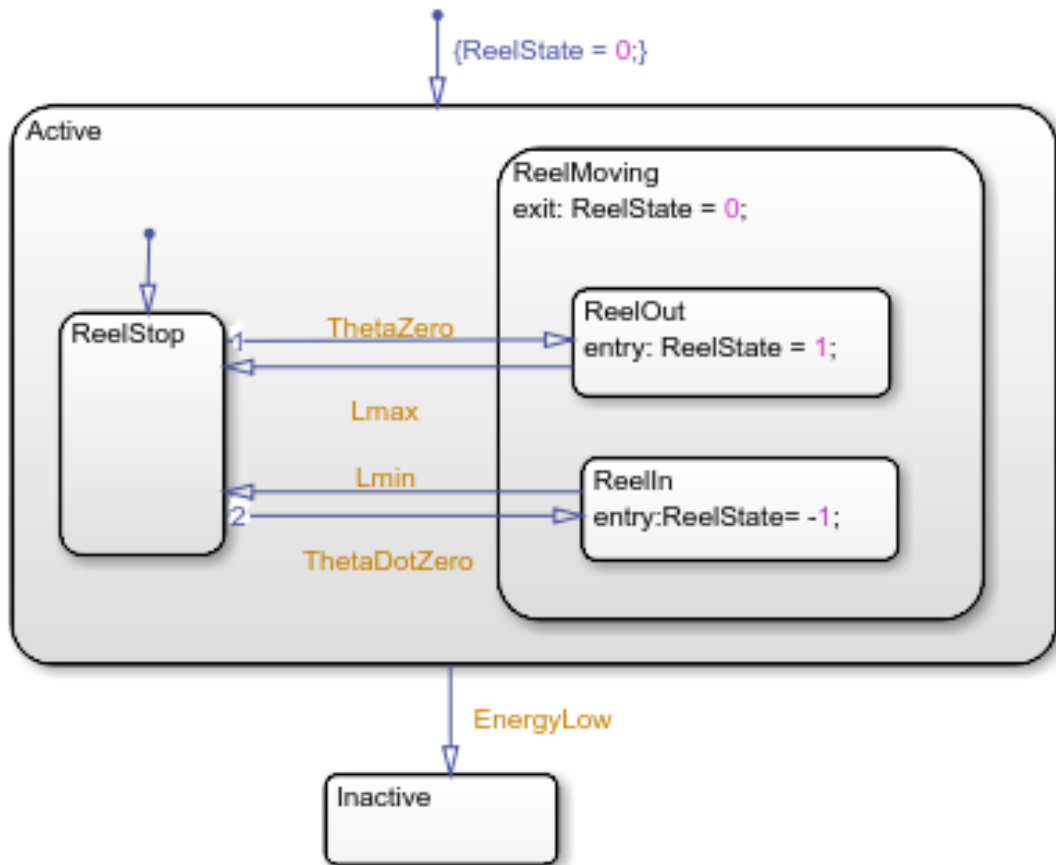 {ReelState = 0;}
Active
ReelMoving
exit: ReelState = 0;
ReelStop
1
ThetaZero
ReelOut
entry: ReelState = 1;
Lmax
Lmin
2
ThetaDotZero
ReelIn
entry:ReelState= -1;
EnergyLow
Inactive